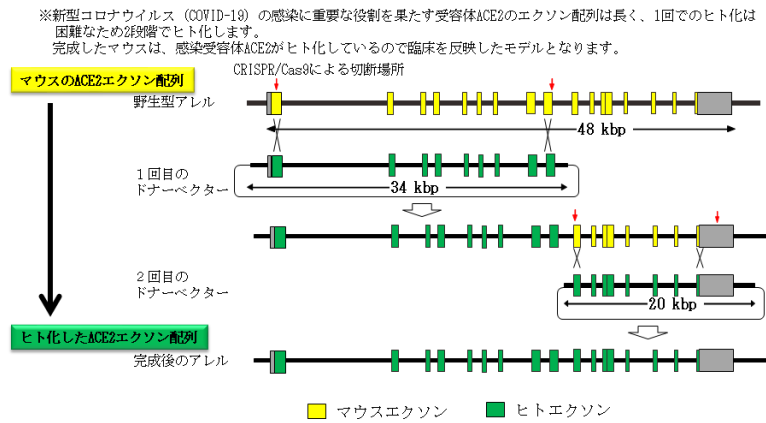 ※新型コロナウイルス (COVID-19) の感染に重要な役割を果たす受容体ACE2のエクソン配列は長く、1回でのヒト化は
困難なため2段階でヒト化します。
完成したマウスは、感染受容体ACE2がヒト化しているので臨床を反映したモデルとなります。
CRISPR/Cas9による切断場所
マウスのACE2エクソン配列
野生型アレル
48 kbp
1回目の
ドナーベクター
34 kbp
2回目の
ドナーベクター
20 kbp
ヒト化したACE2エクソン配列
完成後のアレル
マウスエクソン
ヒトエクソン